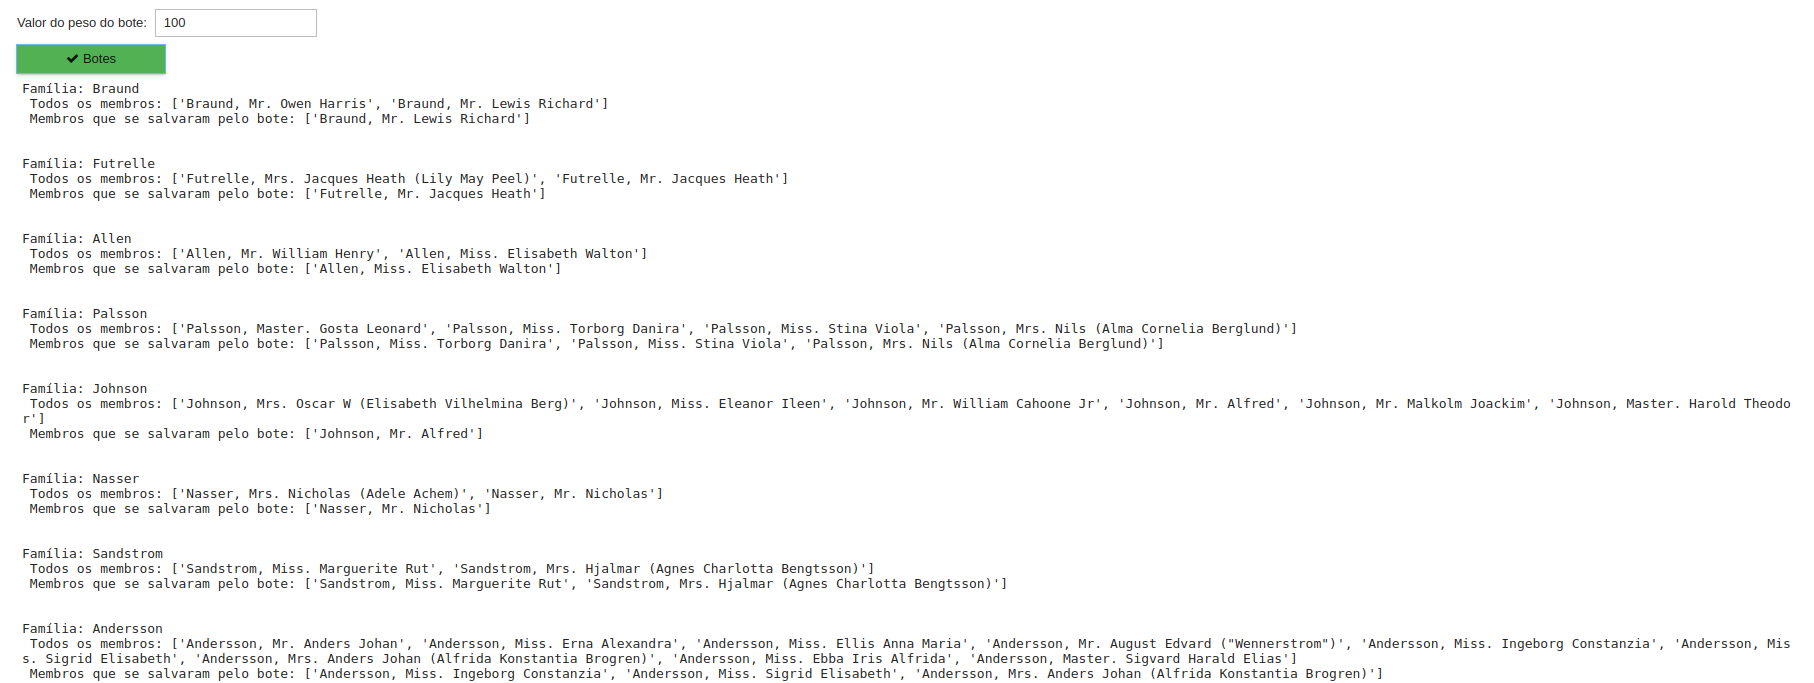 Valor do peso do bote: 100
Botes
Família: Braund
Todos os membros: ['Braund, Mr. Owen Harris', 'Braund, Mr. Lewis Richard']
Membros que se salvaram pelo bote: ['Braund, Mr. Lewis Richard']
Família: Futrelle
Todos os membros: ['Futrelle, Mrs. Jacques Heath (Lily May Peel)', 'Futrelle, Mr. Jacques Heath']
Membros que se salvaram pelo bote: ['Futrelle, Mr. Jacques Heath']
Família: Allen
Todos os membros: ['Allen, Mr. William Henry', 'Allen, Miss. Elisabeth Walton']
Membros que se salvaram pelo bote: ['Allen, Miss. Elisabeth Walton']
Família: Palsson
Todos os membros: ['Palsson, Master. Gosta Leonard', 'Palsson, Miss. Torborg Danira', 'Palsson, Miss. Stina Viola', 'Palsson, Mrs. Nils (Alma Cornelia Berglund)']
Membros que se salvaram pelo bote: ['Palsson, Miss. Torborg Danira', 'Palsson, Miss. Stina Viola', 'Palsson, Mrs. Nils (Alma Cornelia Berglund)']
Família: Johnson
Todos os membros: ['Johnson, Mrs. Oscar W (Elisabeth Vilhelmina Berg)', 'Johnson, Miss. Eleanor Ileen', 'Johnson, Mr. William Cahoone Jr', 'Johnson, Mr. Alfred', 'Johnson, Mr. Malkolm Joackim', 'Johnson, Master. Harold Theodo
r']
Membros que se salvaram pelo bote: ['Johnson, Mr. Alfred']
Família: Nasser
Todos os membros: ['Nasser, Mrs. Nicholas (Adele Achem)', 'Nasser, Mr. Nicholas']
Membros que se salvaram pelo bote: ['Nasser, Mr. Nicholas']
Família: Sandstrom
Todos os membros: ['Sandstrom, Miss. Marguerite Rut', 'Sandstrom, Mrs. Hjalmar (Agnes Charlotta Bengtsson)']
Membros que se salvaram pelo bote: ['Sandstrom, Miss. Marguerite Rut', 'Sandstrom, Mrs. Hjalmar (Agnes Charlotta Bengtsson)']
Família: Andersson
Todos os membros: ['Andersson, Mr. Anders Johan', 'Andersson, Miss. Erna Alexandra', 'Andersson, Miss. Ellis Anna Maria', 'Andersson, Mr. August Edvard ("Wennerstrom")', 'Andersson, Miss. Ingeborg Constanzia', 'Andersson, Mis
s. Sigrid Elisabeth', 'Andersson, Mrs. Anders Johan (Alfrida Konstantia Brogren)', 'Andersson, Miss. Ebba Iris Alfrida', 'Andersson, Master. Sigvard Harald Elias']
Membros que se salvaram pelo bote: ['Andersson, Miss. Ingeborg Constanzia', 'Andersson, Miss. Sigrid Elisabeth', 'Andersson, Mrs. Anders Johan (Alfrida Konstantia Brogren)']